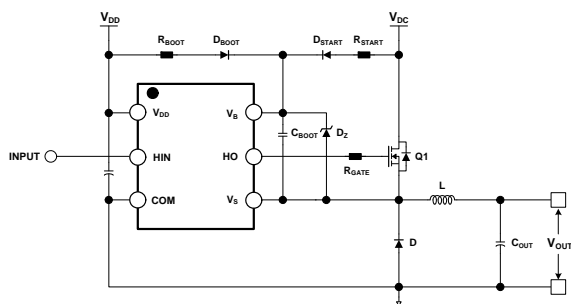 VDD
VDC
RBOOT
DBOOT
DSTART
RSTART
VDD
VB
CBOOT
DZ
INPUT
HIN
HO
RGATE
Q1
COM
VS
L
D
COUT
VOUT